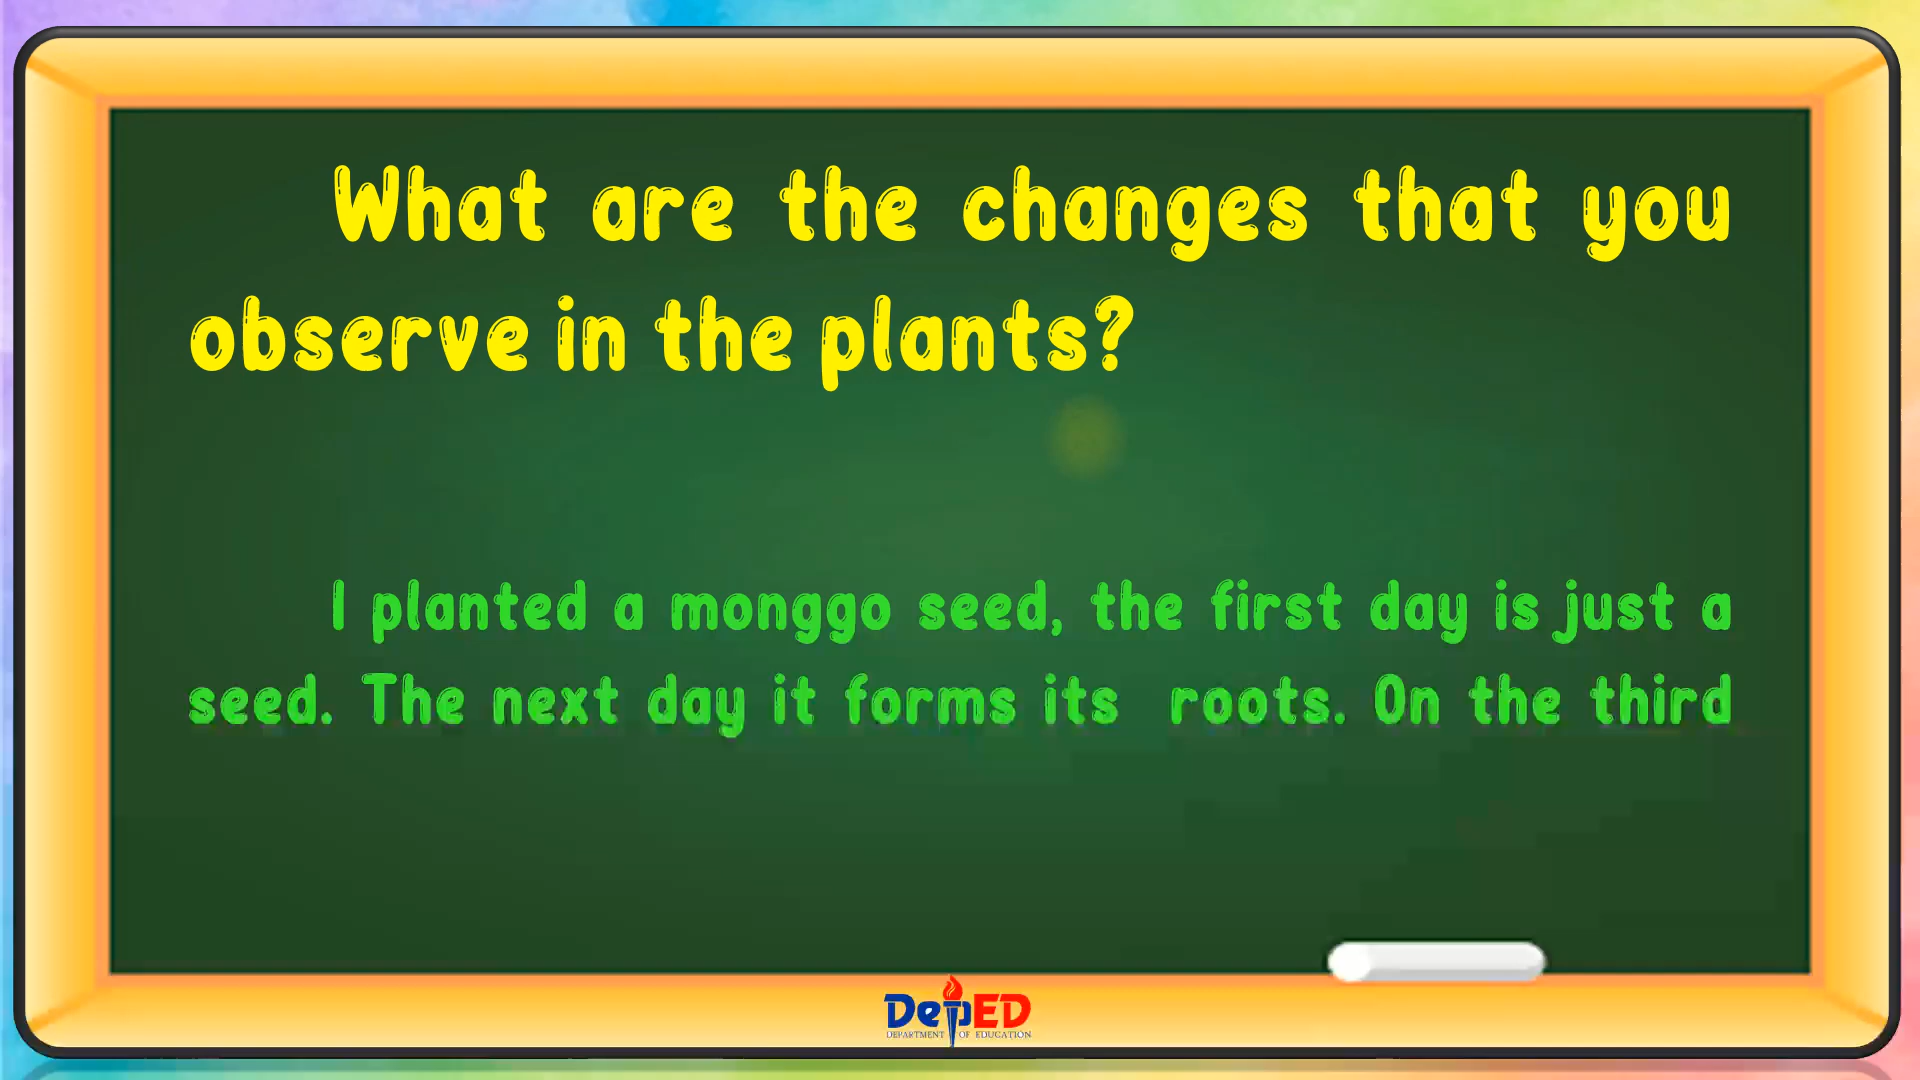 What are the changes that you
observe in the plants?
I planted a monggo seed, the first day is just a
seed. The next day it forms its roots. On the third
DepED
DEPARTMENT OF EDUCATION